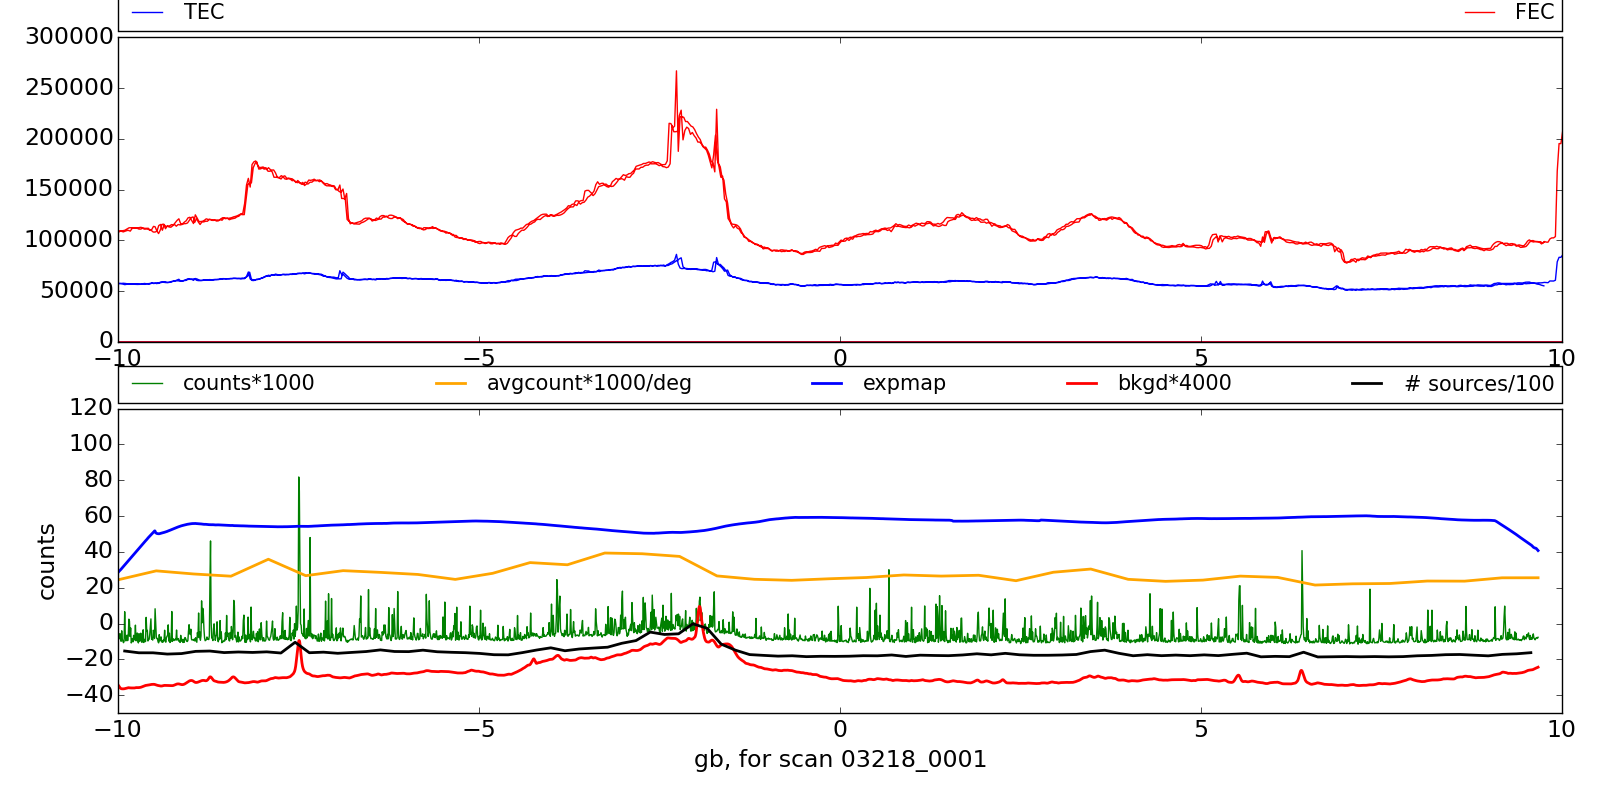 TEC FEC
300000
250000
200000
150000
100000
50000
0
−10 −5 0 5 10
counts*1000 avgcount*1000/deg expmap bkgd*4000 # sources/100
120
100
80
60
40
20
0
−20
−40
counts
−10 −5 0 5 10
gb, for scan 03218_0001